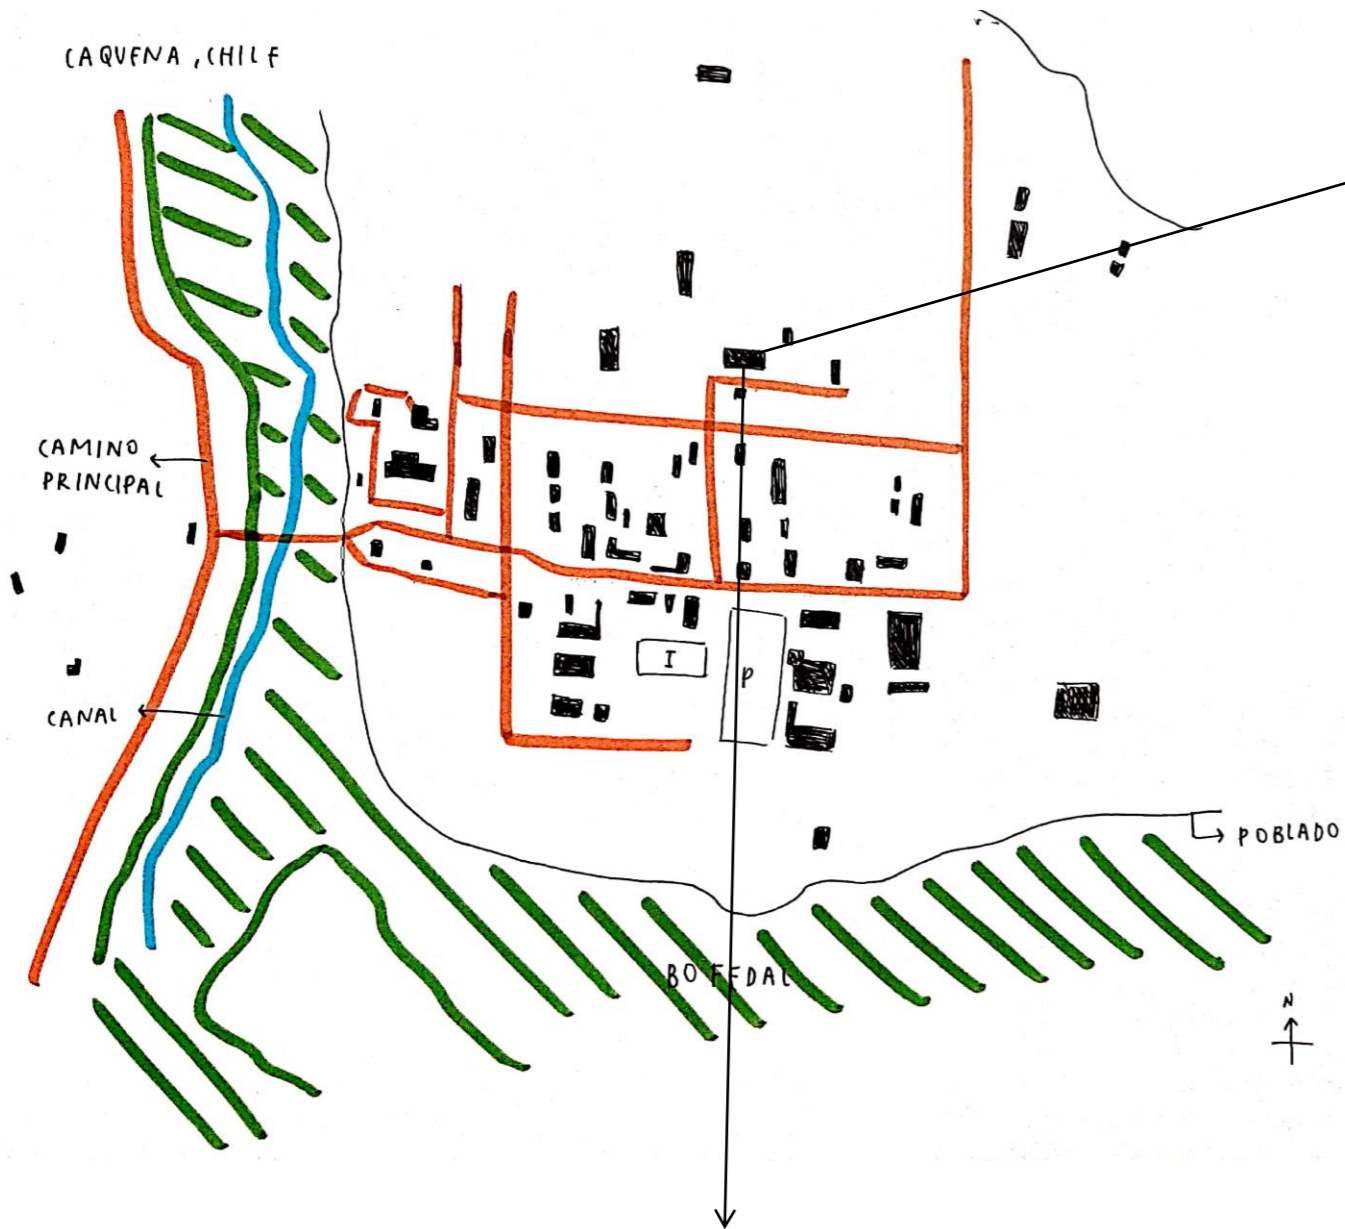 CAQUENA, CHILE
CAMINO
PRINCIPAL
CANAL
I
P
POBLADO
BOFEDAL
N